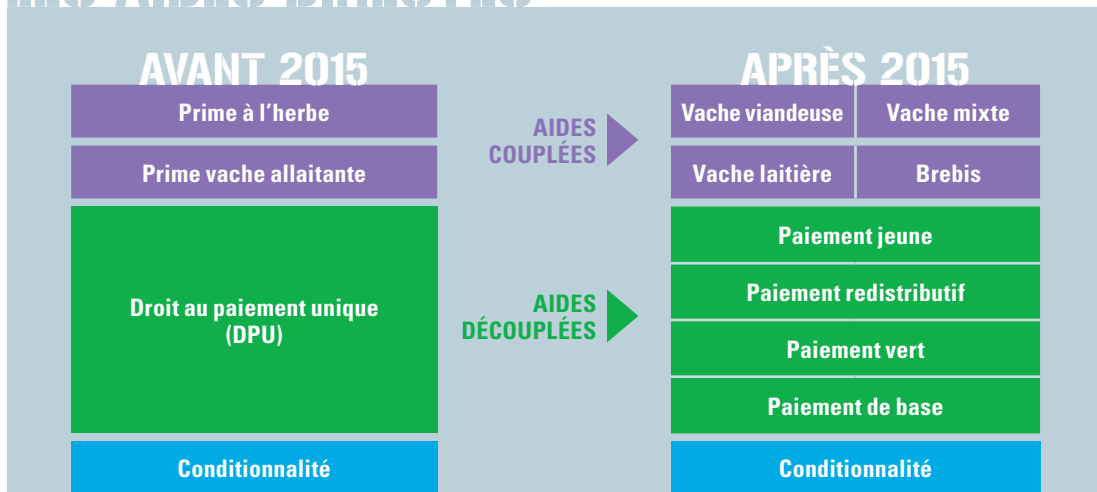 AVANT 2015
Prime à l'herbe
Prime vache allaitante
Droit au paiement unique
(DPU)
Conditionnalité
AIDES
COUPLÉES
AIDES
DÉCOUPLÉES
APRÈS 2015
Vache viandeuse
Vache mixte
Vache laitière
Brebis
Paiement jeune
Paiement redistributif
Paiement vert
Paiement de base
Conditionnalité